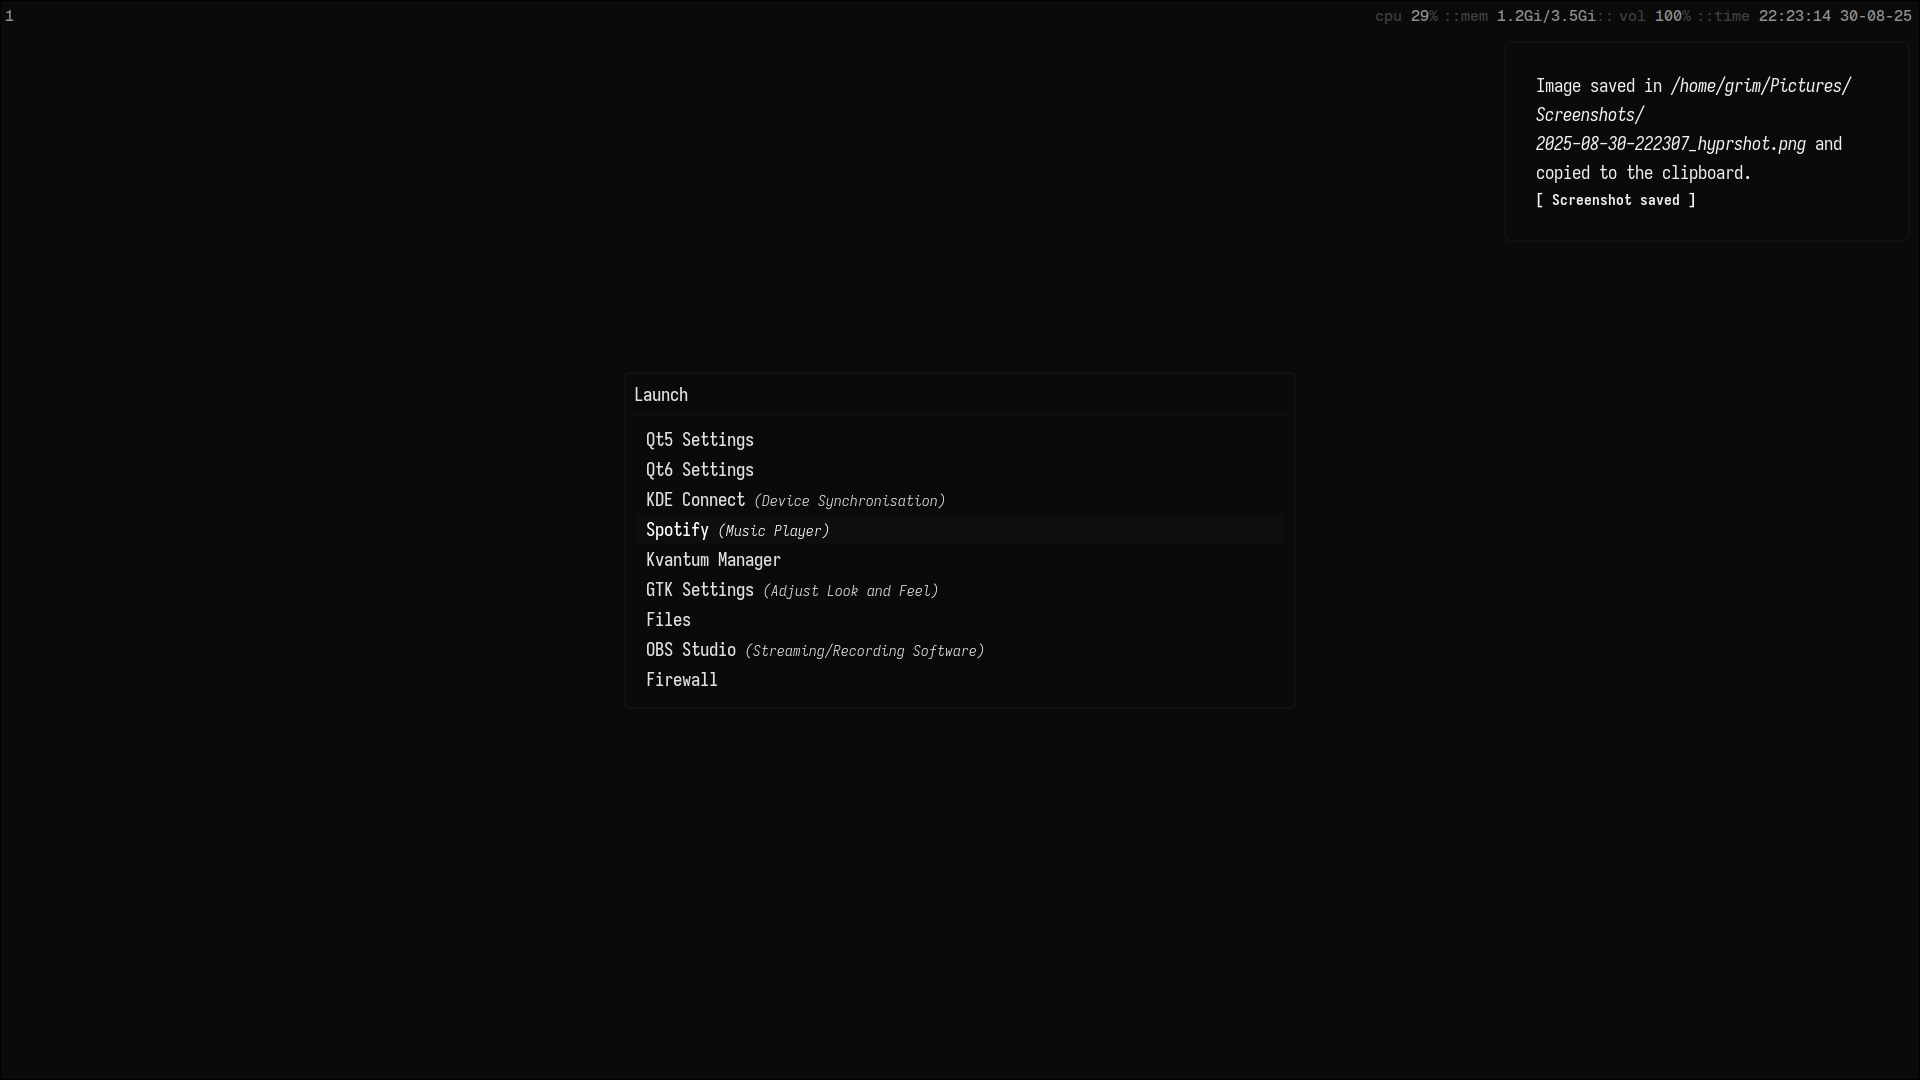 1
cpu 29% ::mem 1.2Gi/3.5Gi:: vol 100% ::time 22:23:14 30-08-25
Image saved in /home/grim/Pictures/
Screenshots/
2025-08-30-222307_hyprshot.png and
copied to the clipboard.
[ Screenshot saved ]
Launch
Qt5 Settings
Qt6 Settings
KDE Connect (Device Synchronisation)
Spotify (Music Player)
Kvantum Manager
GTK Settings (Adjust Look and Feel)
Files
OBS Studio (Streaming/Recording Software)
Firewall